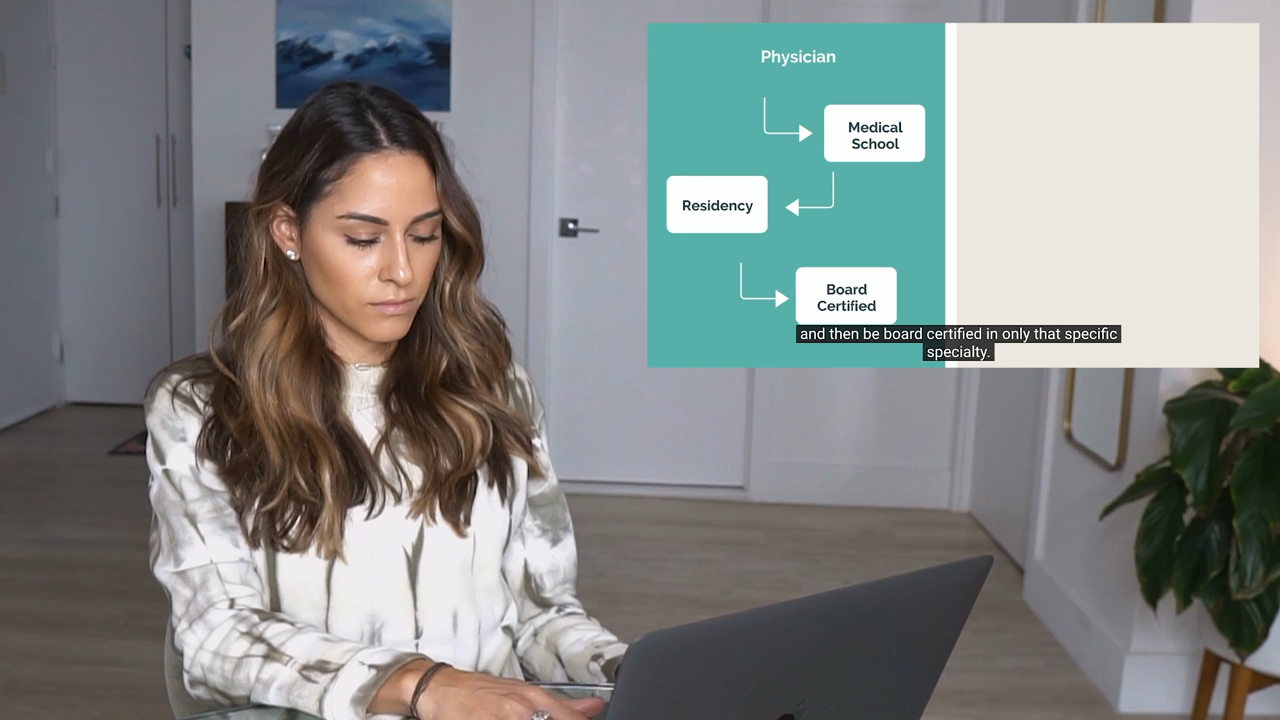 Physician
Medical
School
Residency
Board
Certified
and then be board certified in only that specific
specialty.